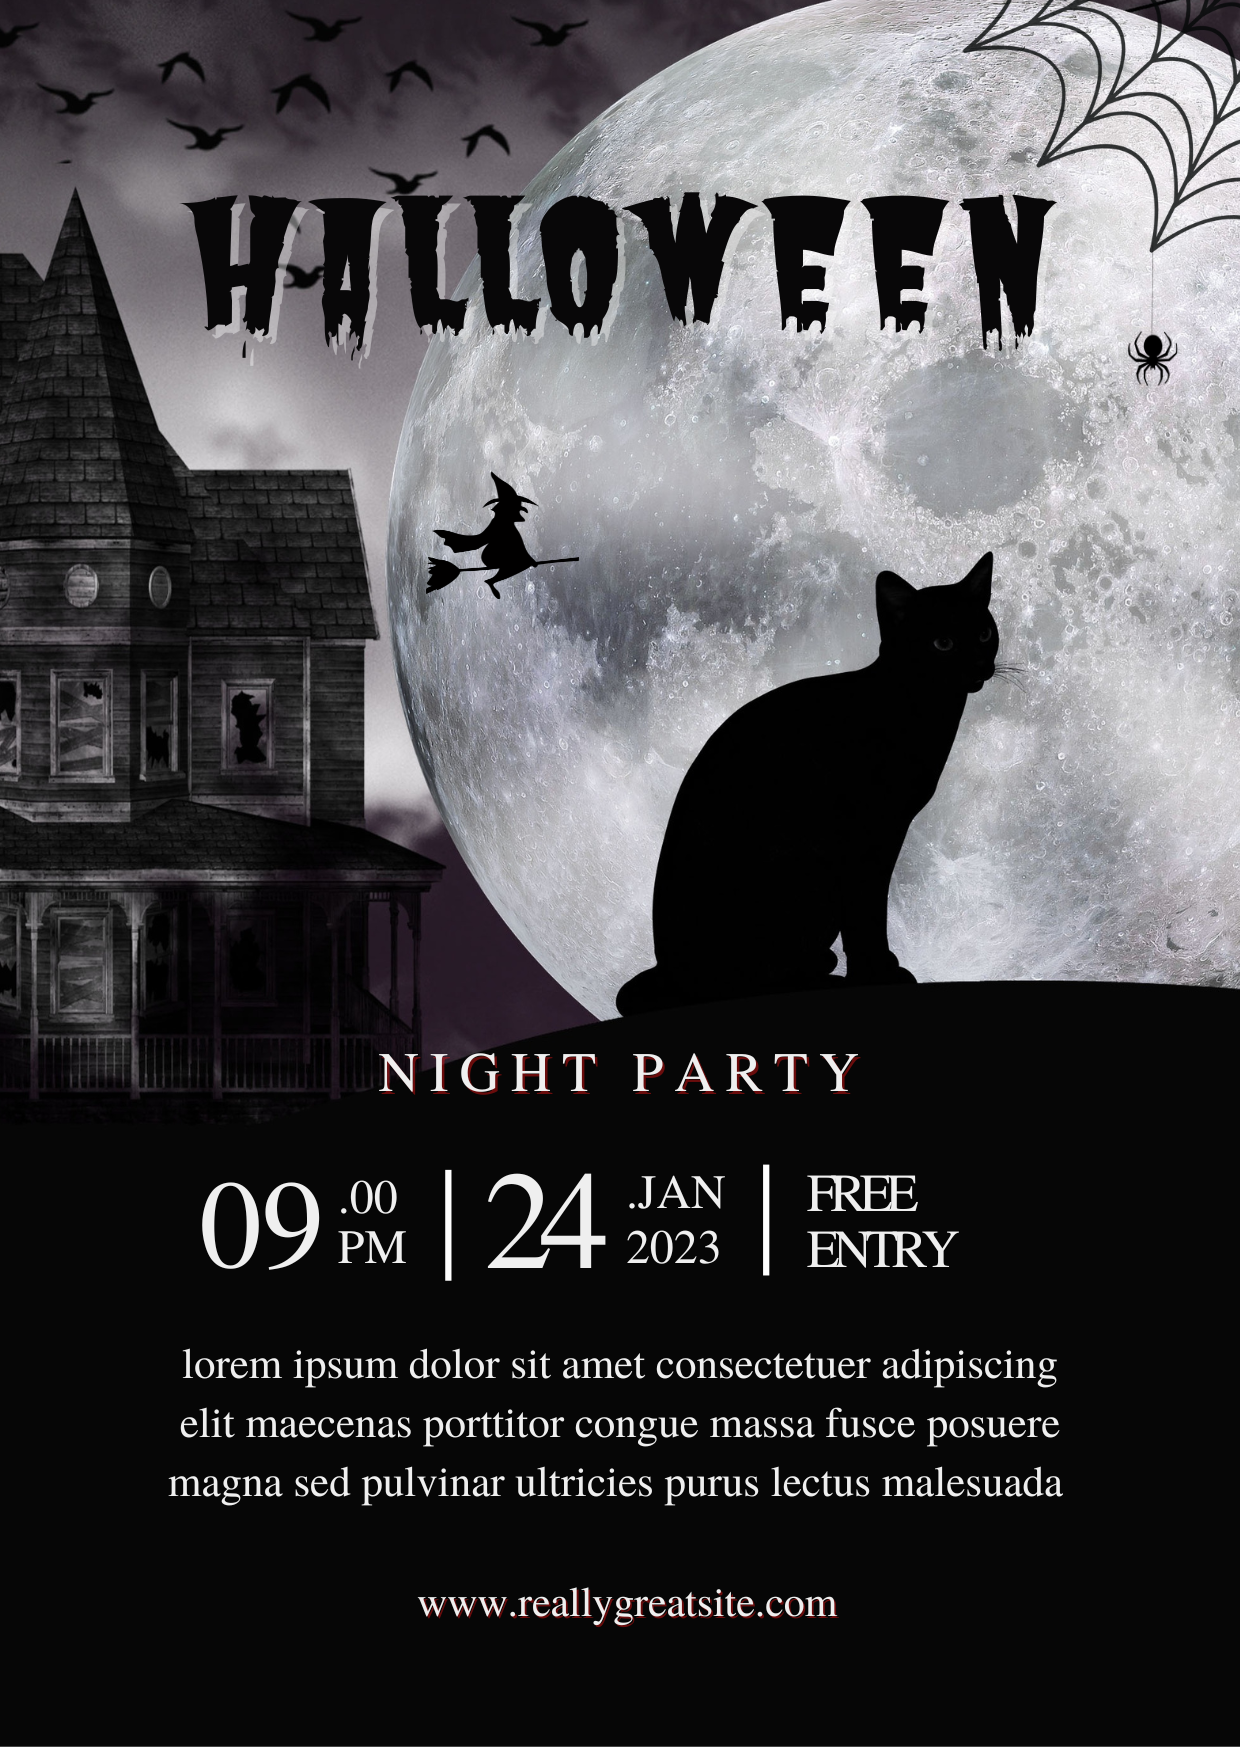 HALLOWEEN
NIGHT PARTY
09 .00 PM | 24 .JAN 2023 | FREE ENTRY
lorem ipsum dolor sit amet consectetuer adipiscing
elit maecenas porttitor congue massa fusce posuere
magna sed pulvinar ultricies purus lectus malesuada
www.reallygreatsite.com